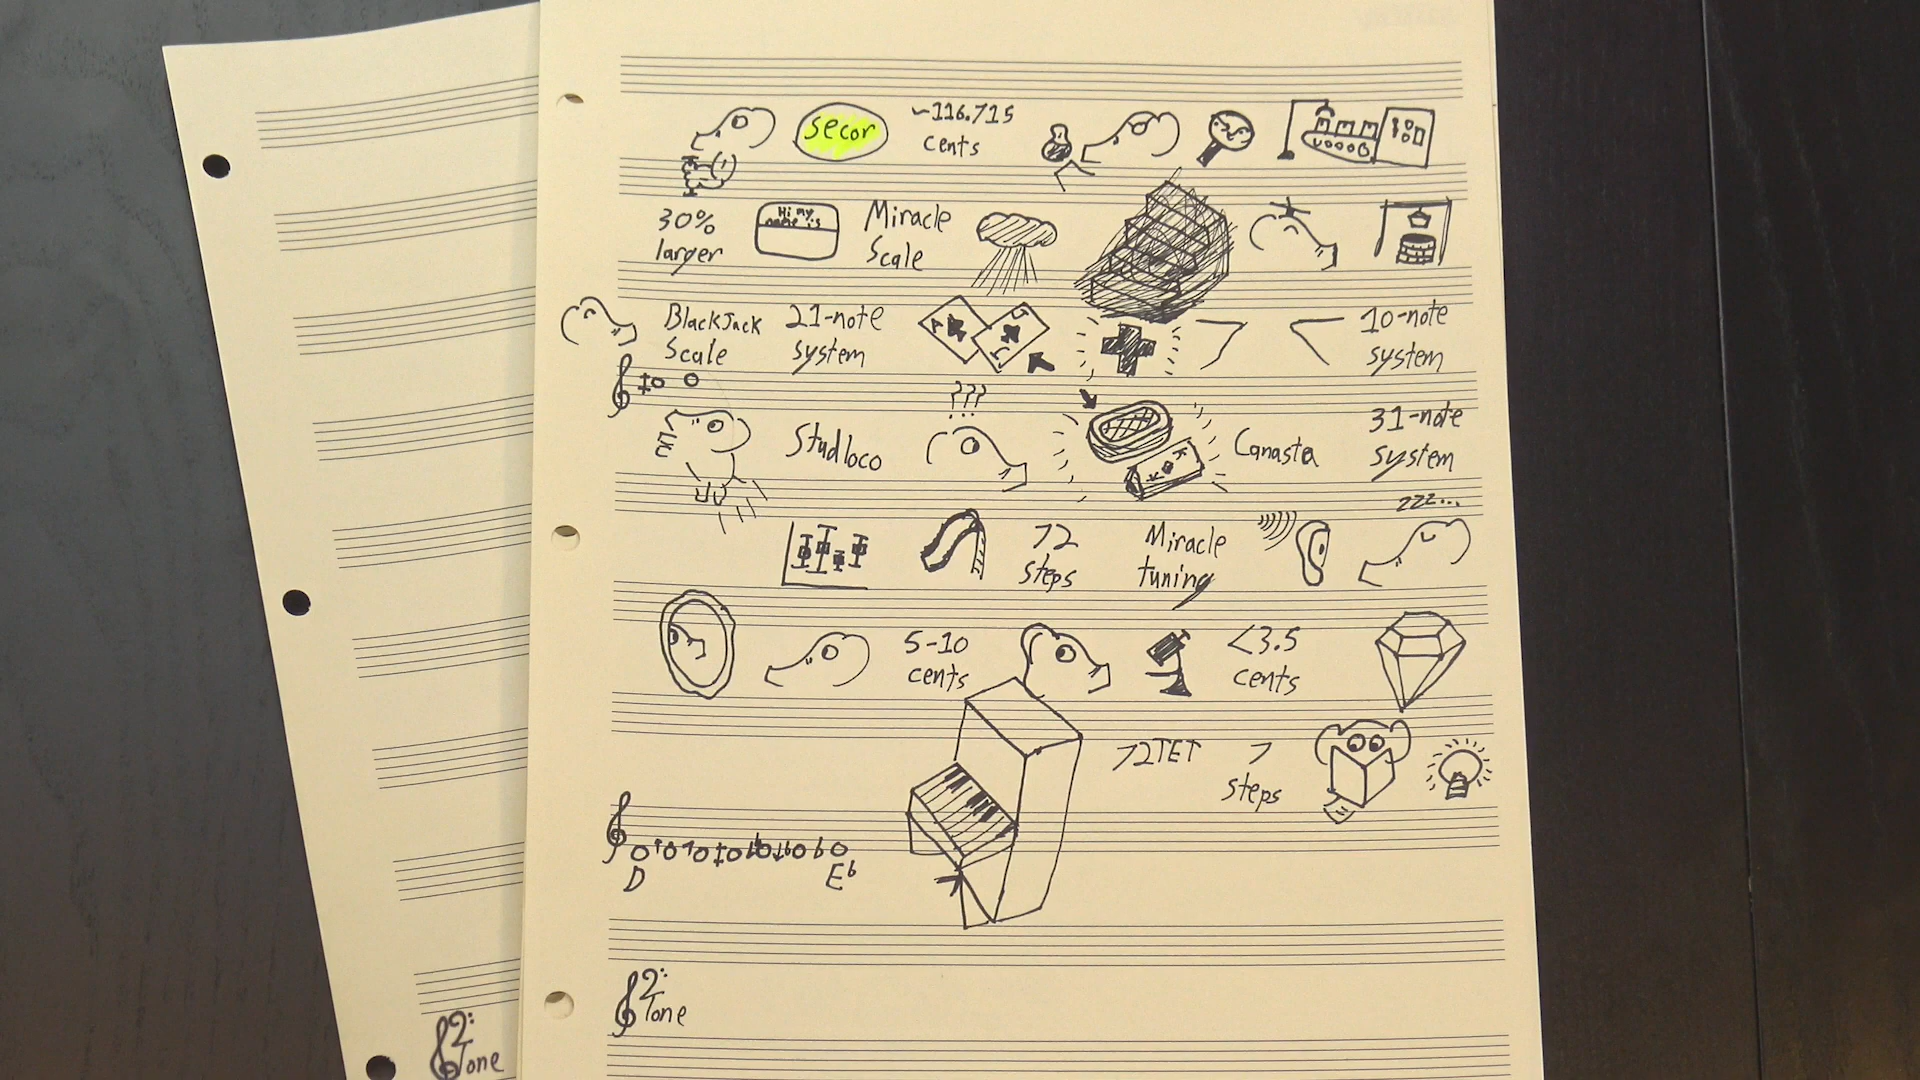 secor
~116.715
cents
30%
larger
Hi my
name is
Miracle
Scale
BlackJack
Scale
21-note
system
A
J
10-note
system
???
Studloco
K
K
Canasta
31-note
system
zzz...
72
steps
Miracle
tuning
5-10
cents
<3.5
cents
72TET
7
steps
D
E♭
12
Tone
12
Tone